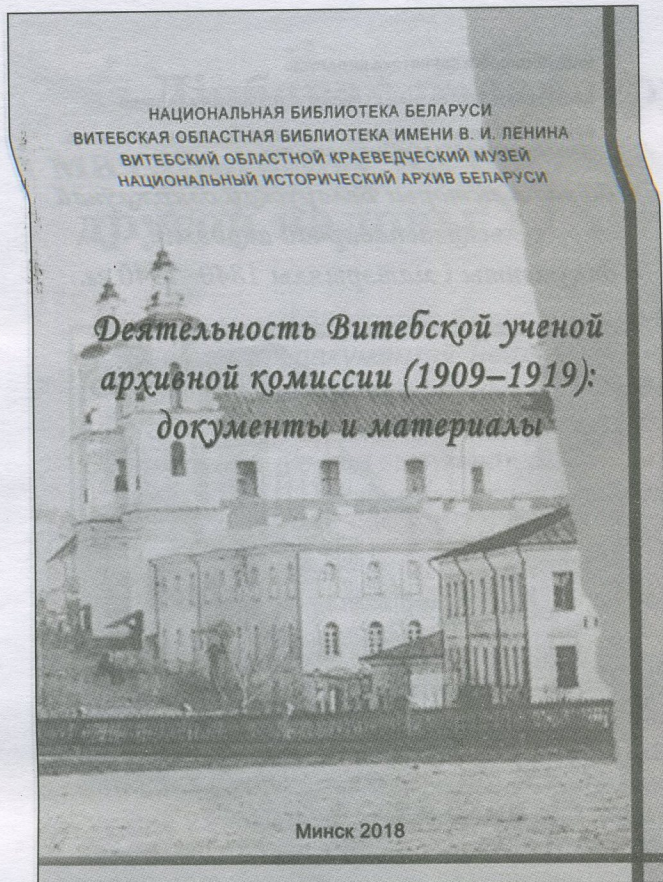 НАЦИОНАЛЬНАЯ БИБЛИОТЕКА БЕЛАРУСИ
ВИТЕБСКАЯ ОБЛАСТНАЯ БИБЛИОТЕКА ИМЕНИ В. И. ЛЕНИНА
ВИТЕБСКИЙ ОБЛАСТНОЙ КРАЕВЕДЧЕСКИЙ МУЗЕЙ
НАЦИОНАЛЬНЫЙ ИСТОРИЧЕСКИЙ АРХИВ БЕЛАРУСИ
Деятельность Витебской ученой
архивной комиссии (1909–1919):
документы и материалы
Минск 2018